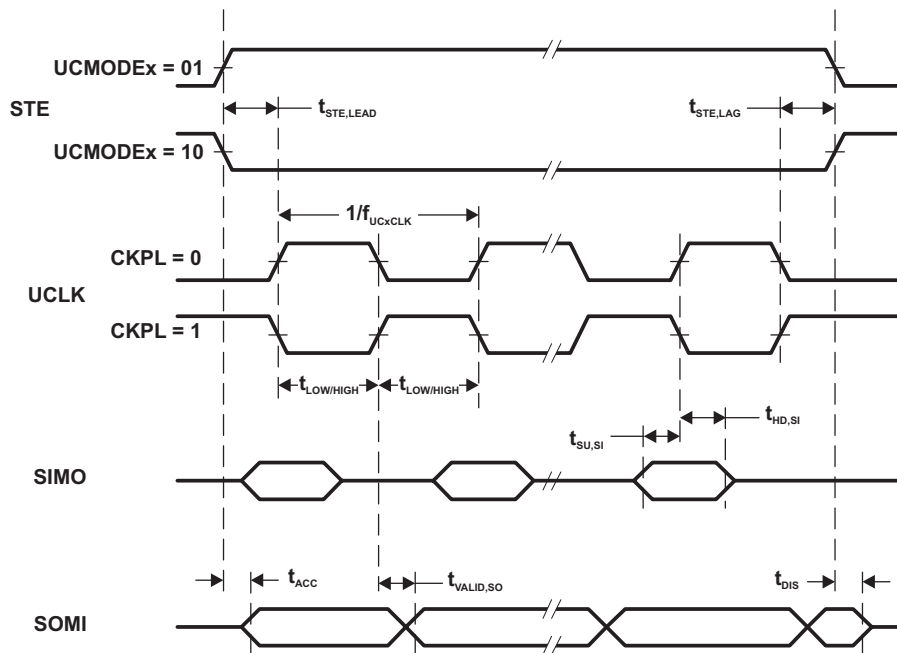 UCMODEx = 01
STE
tSTE,LEAD
tSTE,LAG
UCMODEx = 10
1/fUCxCLK
CKPL = 0
UCLK
CKPL = 1
tLOW/HIGH
tLOW/HIGH
tHD,SI
tSU,SI
SIMO
tACC
tVALID,SO
tDIS
SOMI